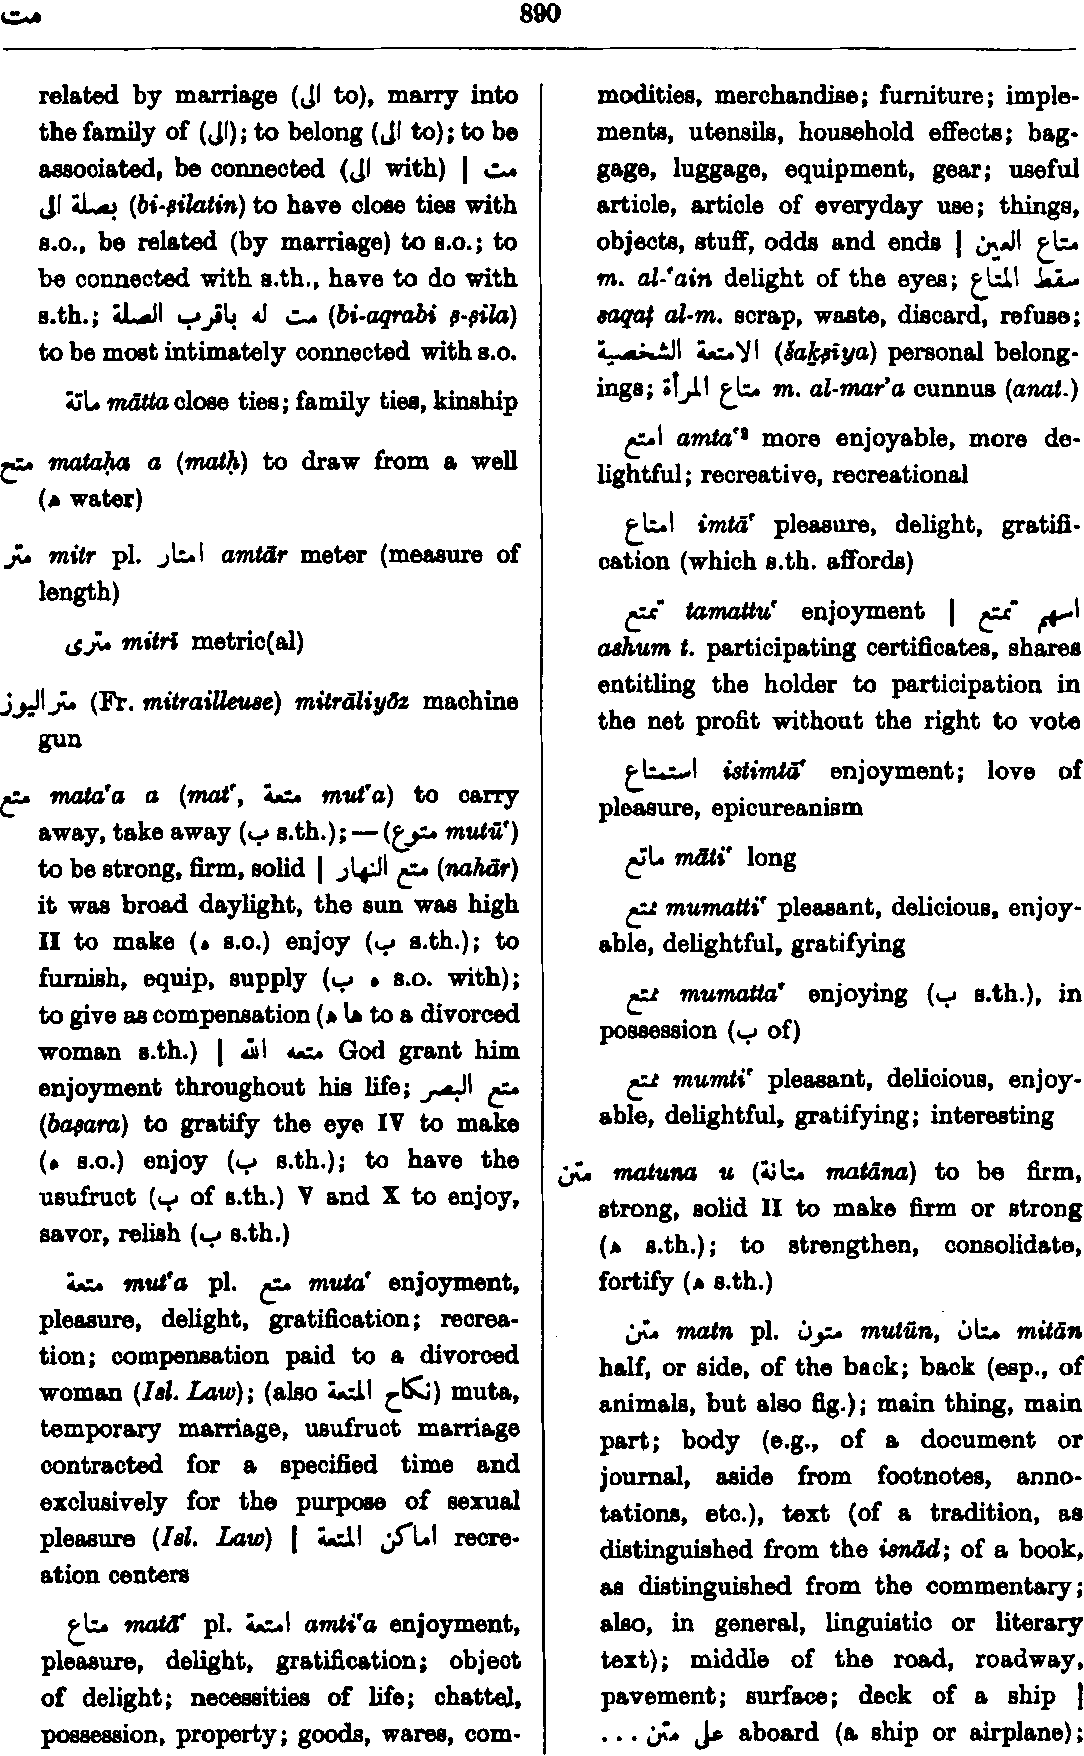 مت
890
related by marriage (الى to), marry into
the family of (الى); to belong (الى to); to be
associated, be connected (الى with) | مت
بصلة الى (bi-ṣilatin) to have close ties with
s.o., be related (by marriage) to s.o.; to
be connected with s.th., have to do with
s.th.; مت له باقرب الصلة (bi-aqrabi ṣ-ṣila)
to be most intimately connected with s.o.
ماتة mātta close ties; family ties, kinship
متح mataḥa a (matḥ) to draw from a well
(ه water)
متر mitr pl. امتار amtār meter (measure of
length)
مترى mitrī metric(al)
متراليوز (Fr. mitrailleuse) mitrāliyōz machine
gun
متع mata‘a a (mat‘, متعة mut‘a) to carry
away, take away (ب s.th.); — (متوع mutū‘)
to be strong, firm, solid | متع النهار (nahār)
it was broad daylight, the sun was high
II to make (ه s.o.) enjoy (ب s.th.); to
furnish, equip, supply (ب ه s.o. with);
to give as compensation (ه ها to a divorced
woman s.th.) | متعه الله God grant him
enjoyment throughout his life; متع البصر
(baṣara) to gratify the eye IV to make
(ه s.o.) enjoy (ب s.th.); to have the
usufruct (ب of s.th.) V and X to enjoy,
savor, relish (ب s.th.)
متعة mut‘a pl. متع muta‘ enjoyment,
pleasure, delight, gratification; recrea-
tion; compensation paid to a divorced
woman (Isl. Law); (also نكاح المتعة) muta,
temporary marriage, usufruct marriage
contracted for a specified time and
exclusively for the purpose of sexual
pleasure (Isl. Law) | اماكن المتعة recre-
ation centers
متاع matā‘ pl. امتعة amti‘a enjoyment,
pleasure, delight, gratification; object
of delight; necessities of life; chattel,
possession, property; goods, wares, com-
modities, merchandise; furniture; imple-
ments, utensils, household effects; bag-
gage, luggage, equipment, gear; useful
article, article of everyday use; things,
objects, stuff, odds and ends | متاع العين
m. al-‘ain delight of the eyes; سقط المتاع
saqaṭ al-m. scrap, waste, discard, refuse;
الامتعة الشخصية (šaḵṣīya) personal belong-
ings; متاع المرأة m. al-mar’a cunnus (anat.)
امتع amta‘² more enjoyable, more de-
lightful; recreative, recreational
امتاع imtā‘ pleasure, delight, gratifi-
cation (which s.th. affords)
تمتع tamattu‘ enjoyment | اسهم تمتع
ashum t. participating certificates, shares
entitling the holder to participation in
the net profit without the right to vote
استمتاع istimtā‘ enjoyment; love of
pleasure, epicureanism
ماتع māti‘ long
ممتع mumatti‘ pleasant, delicious, enjoy-
able, delightful, gratifying
ممتع mumatta‘ enjoying (ب s.th.), in
possession (ب of)
ممتع mumti‘ pleasant, delicious, enjoy-
able, delightful, gratifying; interesting
متن matuna u (متانة matāna) to be firm,
strong, solid II to make firm or strong
(ه s.th.); to strengthen, consolidate,
fortify (ه s.th.)
متن matn pl. متون mutūn, متان mitān
half, or side, of the back; back (esp., of
animals, but also fig.); main thing, main
part; body (e.g., of a document or
journal, aside from footnotes, anno-
tations, etc.), text (of a tradition, as
distinguished from the isnād; of a book,
as distinguished from the commentary;
also, in general, linguistic or literary
text); middle of the road, roadway,
pavement; surface; deck of a ship |
على متن ... aboard (a ship or airplane);